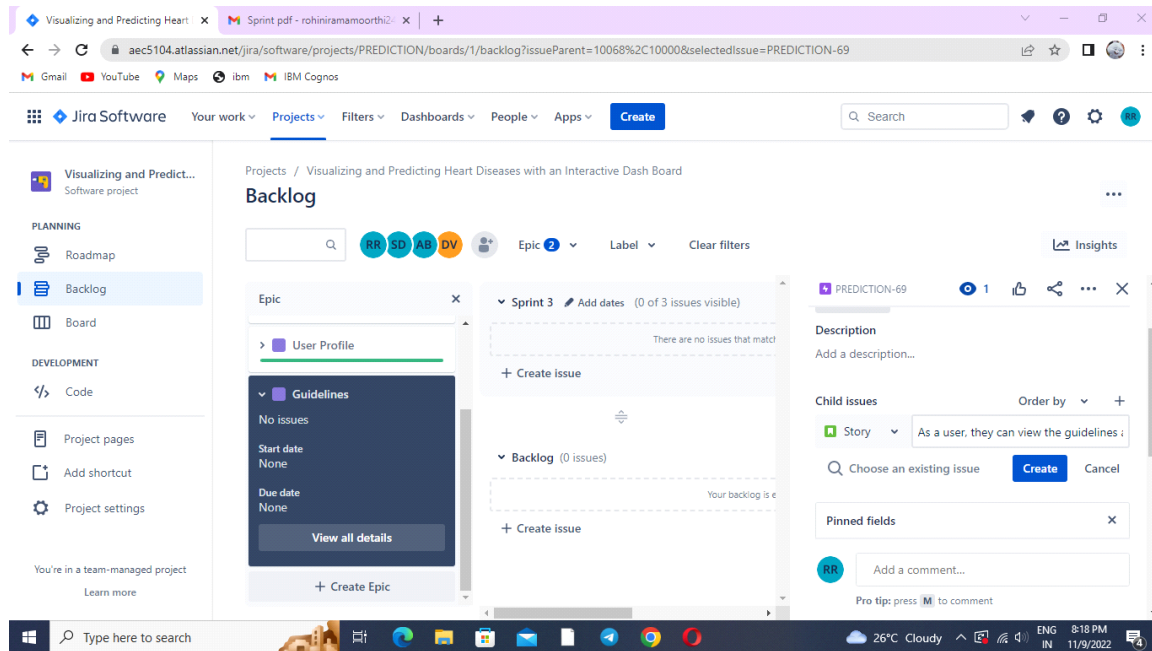 Visualizing and Predicting Heart
Sprint pdf - rohiniramamoorthi24
aec5104.atlassian.net/jira/software/projects/PREDICTION/boards/1/backlog?issueParent=10068%2C10000&selectedIssue=PREDICTION-69
Gmail YouTube Maps ibm IBM Cognos
Jira Software Your work Projects Filters Dashboards People Apps Create Search RR
Visualizing and Predict...
Software project
PLANNING
Roadmap
Backlog
Board
DEVELOPMENT
Code
Project pages
Add shortcut
Project settings
You're in a team-managed project
Learn more
Projects / Visualizing and Predicting Heart Diseases with an Interactive Dash Board
Backlog
RR SD AB DV Epic 2 Label Clear filters Insights
Epic
User Profile
Guidelines
No issues
Start date
None
Due date
None
View all details
+ Create Epic
Sprint 3 Add dates (0 of 3 issues visible)
There are no issues that match
+ Create issue
Backlog (0 issues)
Your backlog is e
+ Create issue
PREDICTION-69 1
Description
Add a description...
Child issues Order by +
Story As a user, they can view the guidelines a
Choose an existing issue Create Cancel
Pinned fields
RR Add a comment...
Pro tip: press M to comment
Type here to search
26°C Cloudy
ENG 8:18 PM
IN 11/9/2022
4